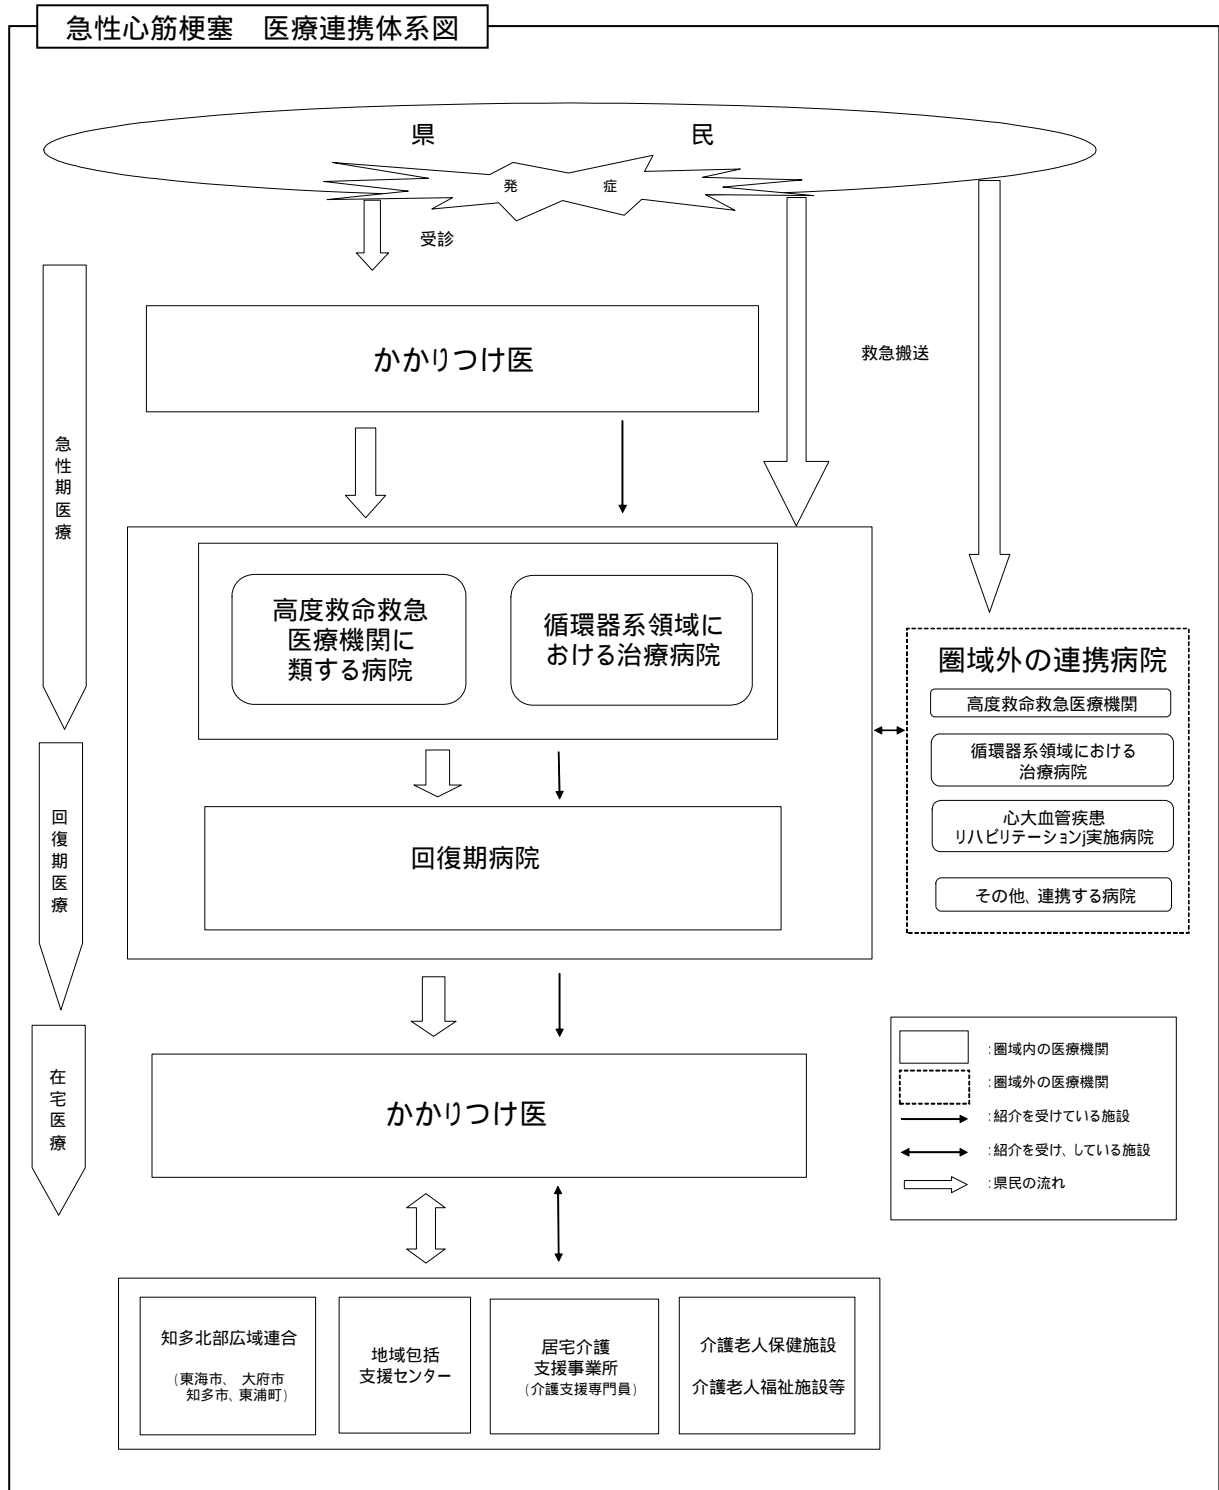 急性心筋梗塞　医療連携体系図
県　民
発　症
受診
救急搬送
かかりつけ医
急性期医療
高度救命救急
医療機関に
類する病院
循環器系領域に
おける治療病院
圏域外の連携病院
高度救命救急医療機関
循環器系領域における
治療病院
心大血管疾患
リハビリテーションj実施病院
その他、連携する病院
回復期医療
回復期病院
在宅医療
かかりつけ医
:圏域内の医療機関
:圏域外の医療機関
:紹介を受けている施設
:紹介を受け、している施設
:県民の流れ
知多北部広域連合
（東海市、 大府市
知多市、東浦町）
地域包括
支援センター
居宅介護
支援事業所
（介護支援専門員）
介護老人保健施設
介護老人福祉施設等